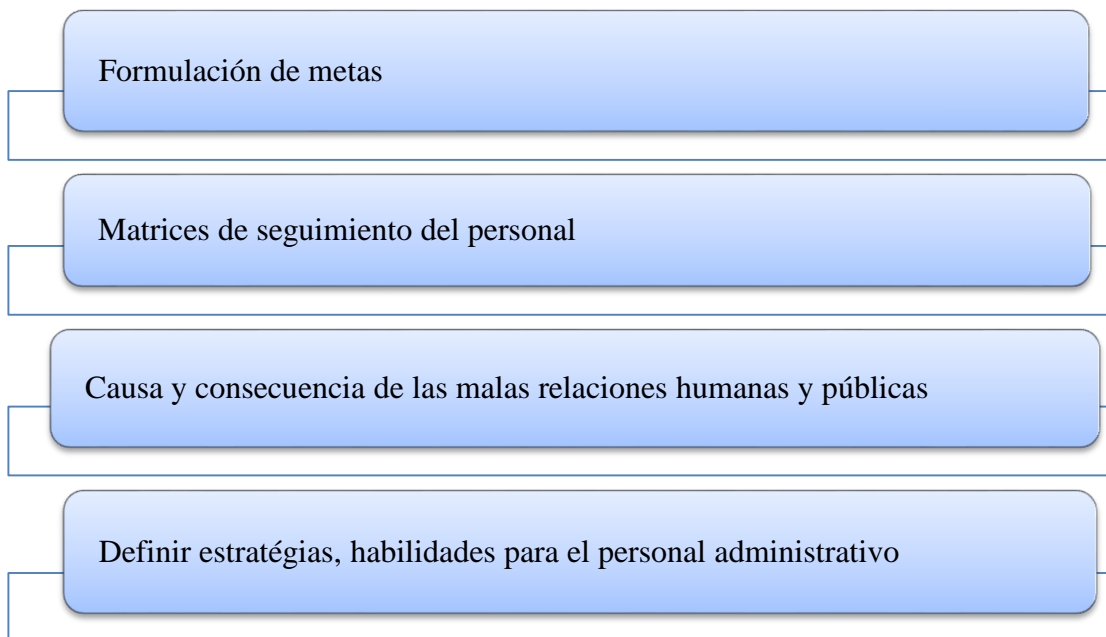 Formulación de metas
Matrices de seguimiento del personal
Causa y consecuencia de las malas relaciones humanas y públicas
Definir estratégias, habilidades para el personal administrativo